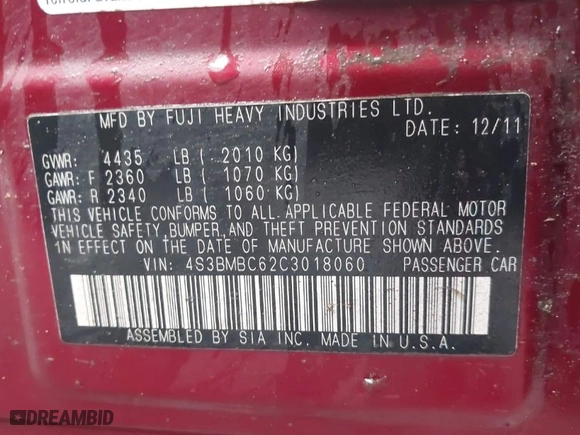 MFD BY FUJI HEAVY INDUSTRIES LTD.
DATE: 12/11
GVWR: 4435 LB ( 2010 KG)
GAWR: F 2360 LB ( 1070 KG)
GAWR: R 2340 LB ( 1060 KG)
THIS VEHICLE CONFORMS TO ALL APPLICABLE FEDERAL MOTOR
VEHICLE SAFETY, BUMPER, AND THEFT PREVENTION STANDARDS
IN EFFECT ON THE DATE OF MANUFACTURE SHOWN ABOVE.
VIN: 4S3BMBC62C3018060 PASSENGER CAR
ASSEMBLED BY SIA INC. MADE IN U.S.A.
DREAMBID